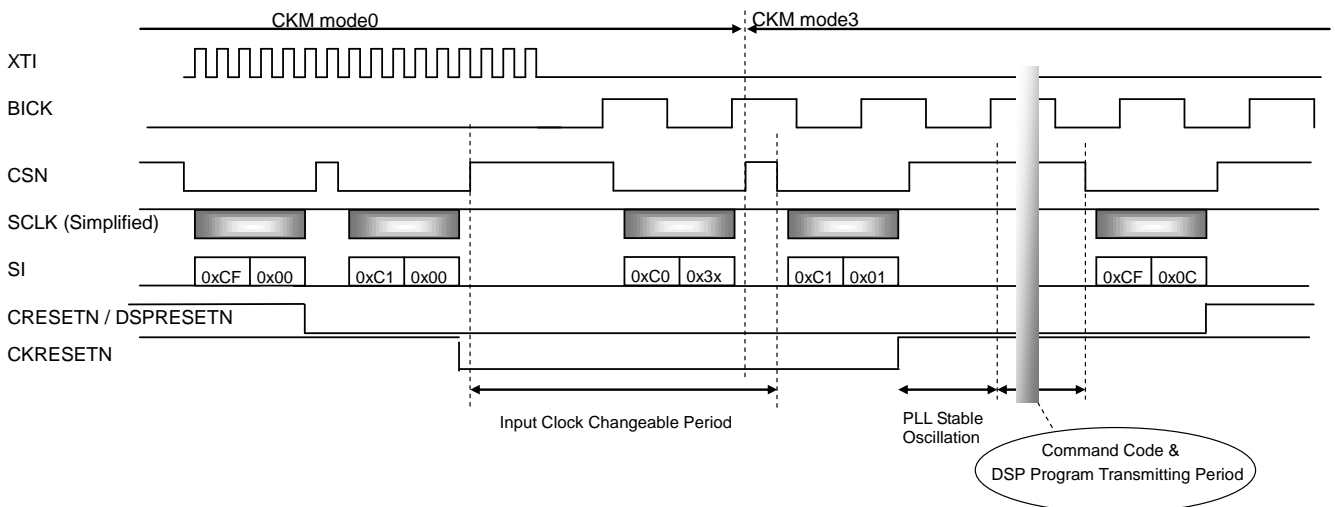 CKM mode0
CKM mode3
XTI
BICK
CSN
SCLK (Simplified)
SI
0xCF 0x00
0xC1 0x00
0xC0 0x3x
0xC1 0x01
0xCF 0x0C
CRESETN / DSPRESETN
CKRESETN
Input Clock Changeable Period
PLL Stable
Oscillation
Command Code &
DSP Program Transmitting Period